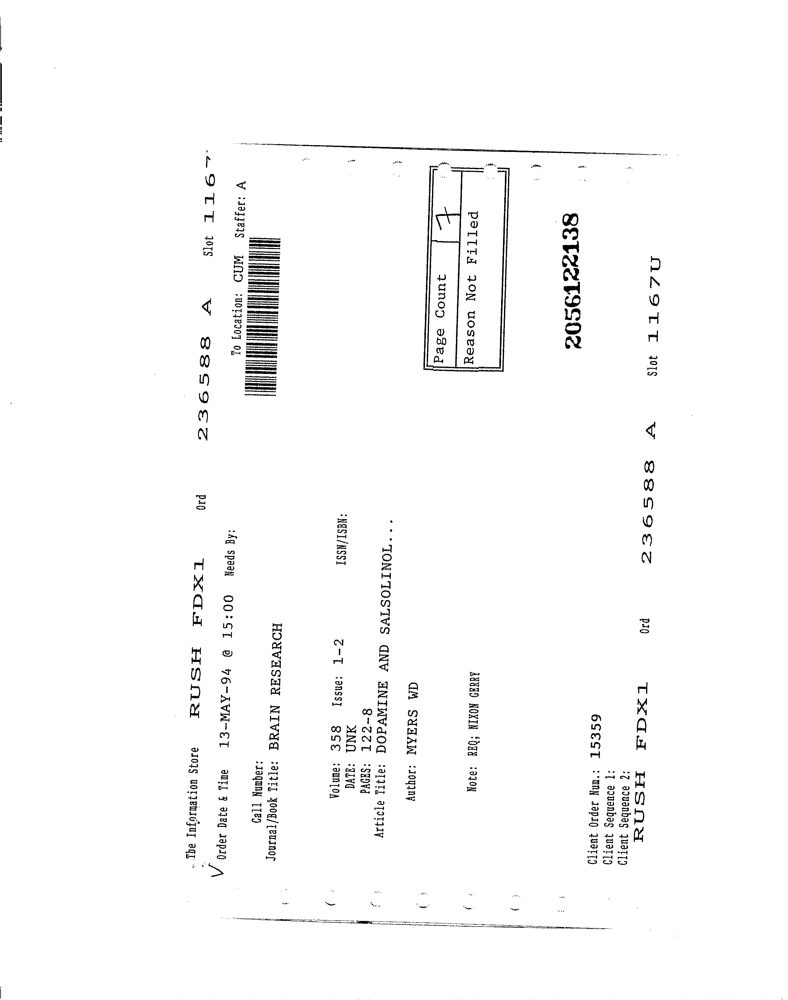 The Information Store RUSH FDX1 Ord 236588 A Slot 1167
Order Date & Time 13-MAY-94 @ 15:00 Needs By: To Location: CUM Staffer: A
Call Number:
Journal/Book Title: BRAIN RESEARCH
Volume: 358 Issue: 1-2 ISSN/ISBN:
DATE: UNK
PAGES: 122-8
Article Title: DOPAMINE AND SALSOLINOL...
Author: MYERS WD
Page Count 7
Reason Not Filled
Note: REQ; NIXON GERRY
2056122138
Client Order Num.: 15359
Client Sequence 1:
Client Sequence 2:
RUSH FDX1 Ord 236588 A Slot 1167U